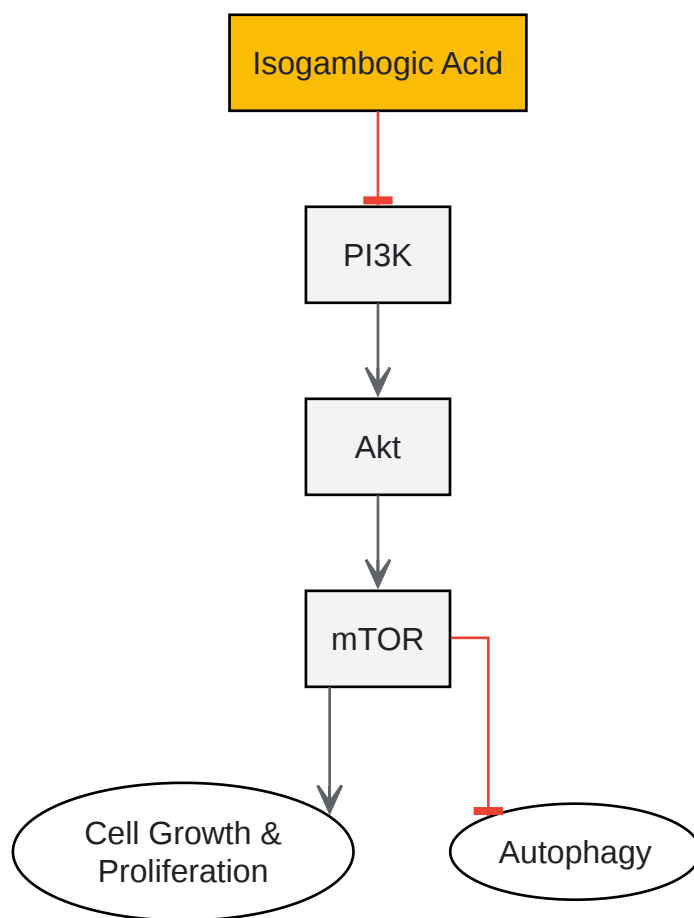 Isogambogic Acid
PI3K
Akt
mTOR
Cell Growth &
Proliferation
Autophagy